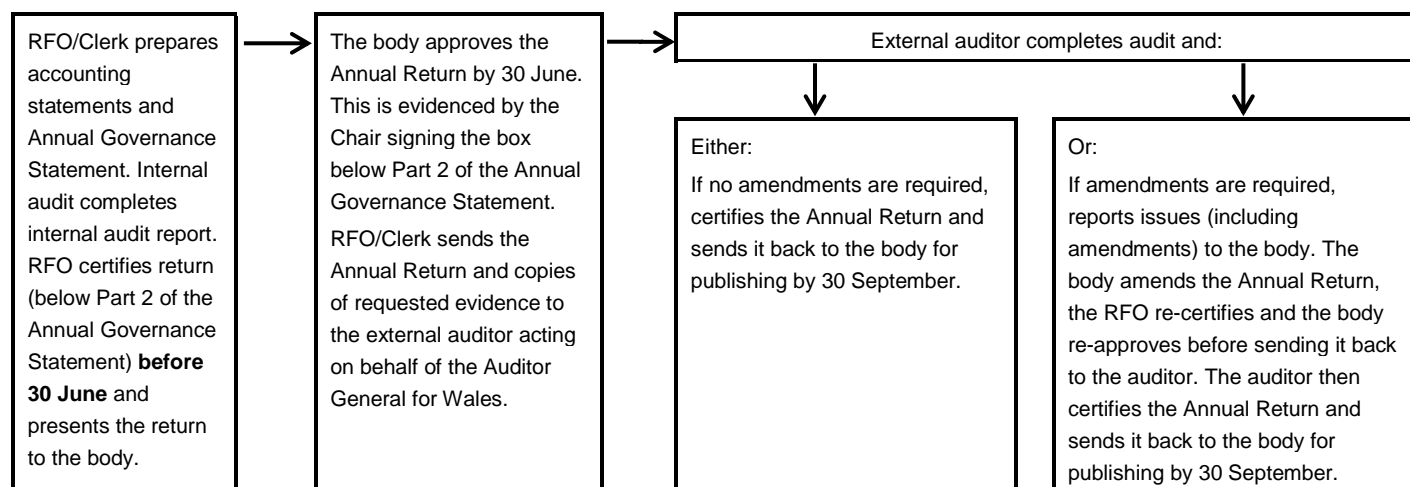 RFO/Clerk prepares
accounting
statements and
Annual Governance
Statement. Internal
audit completes
internal audit report.
RFO certifies return
(below Part 2 of the
Annual Governance
Statement) before
30 June and
presents the return
to the body.
The body approves the
Annual Return by 30 June.
This is evidenced by the
Chair signing the box
below Part 2 of the Annual
Governance Statement.
RFO/Clerk sends the
Annual Return and copies
of requested evidence to
the external auditor acting
on behalf of the Auditor
General for Wales.
External auditor completes audit and:
Either:
If no amendments are required,
certifies the Annual Return and
sends it back to the body for
publishing by 30 September.
Or:
If amendments are required,
reports issues (including
amendments) to the body. The
body amends the Annual Return,
the RFO re-certifies and the body
re-approves before sending it back
to the auditor. The auditor then
certifies the Annual Return and
sends it back to the body for
publishing by 30 September.